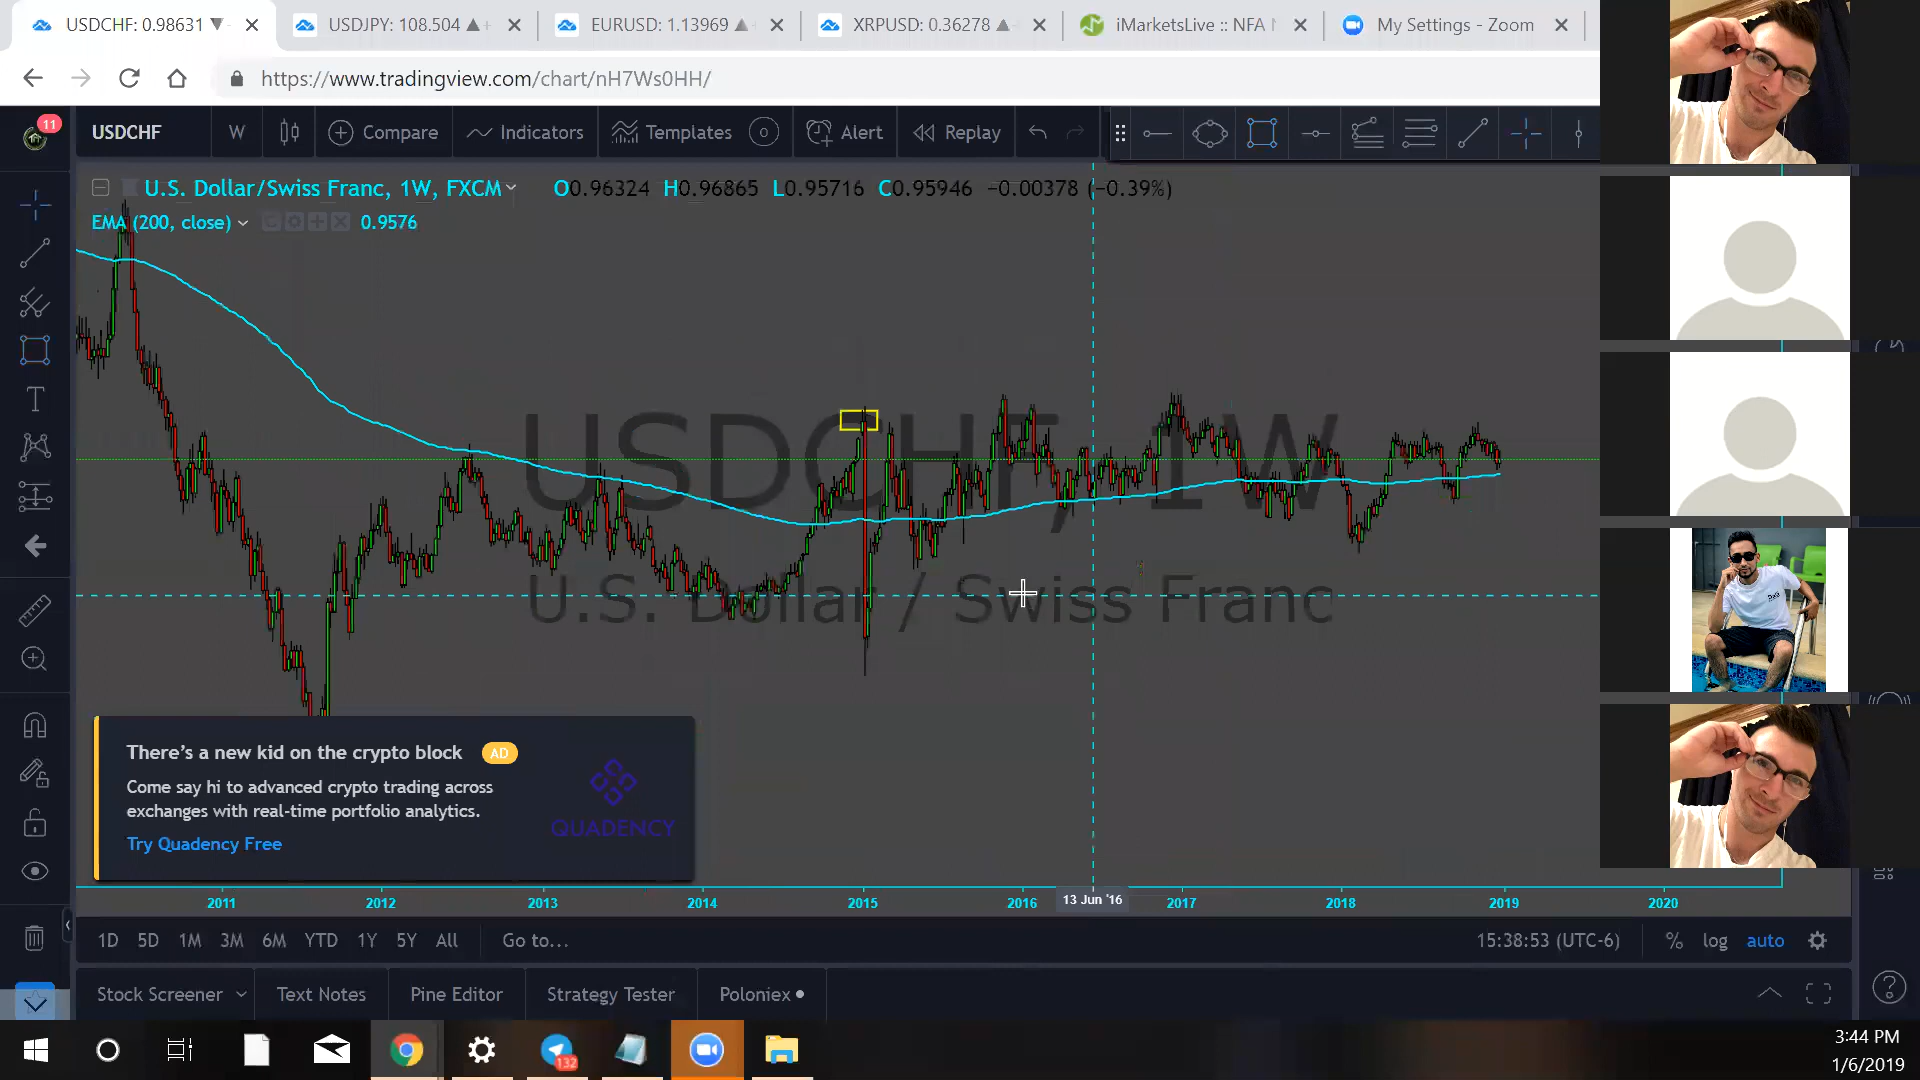 USDCHF: 0.98631 ▼ -
USDJPY: 108.504 ▲ +
EURUSD: 1.13969 ▲
XRPUSD: 0.36278 ▲
iMarketsLive :: NFA
My Settings - Zoom
https://www.tradingview.com/chart/nH7Ws0HH/
11
USDCHF
W
Compare
Indicators
Templates
Alert
Replay
U.S. Dollar/Swiss Franc, 1W, FXCM
O0.96324 H0.96865 L0.95716 C0.95946 −0.00378 (−0.39%)
EMA (200, close)
0.9576
USDCHF, 1W
U.S. Dollar / Swiss Franc
There's a new kid on the crypto block
AD
Come say hi to advanced crypto trading across
exchanges with real-time portfolio analytics.
Try Quadency Free
QUADENCY
2011 2012 2013 2014 2015 2016 13 Jun '16 2017 2018 2019 2020
1D 5D 1M 3M 6M YTD 1Y 5Y All Go to...
15:38:53 (UTC-6) % log auto
Stock Screener Text Notes Pine Editor Strategy Tester Poloniex
132
3:44 PM
1/6/2019